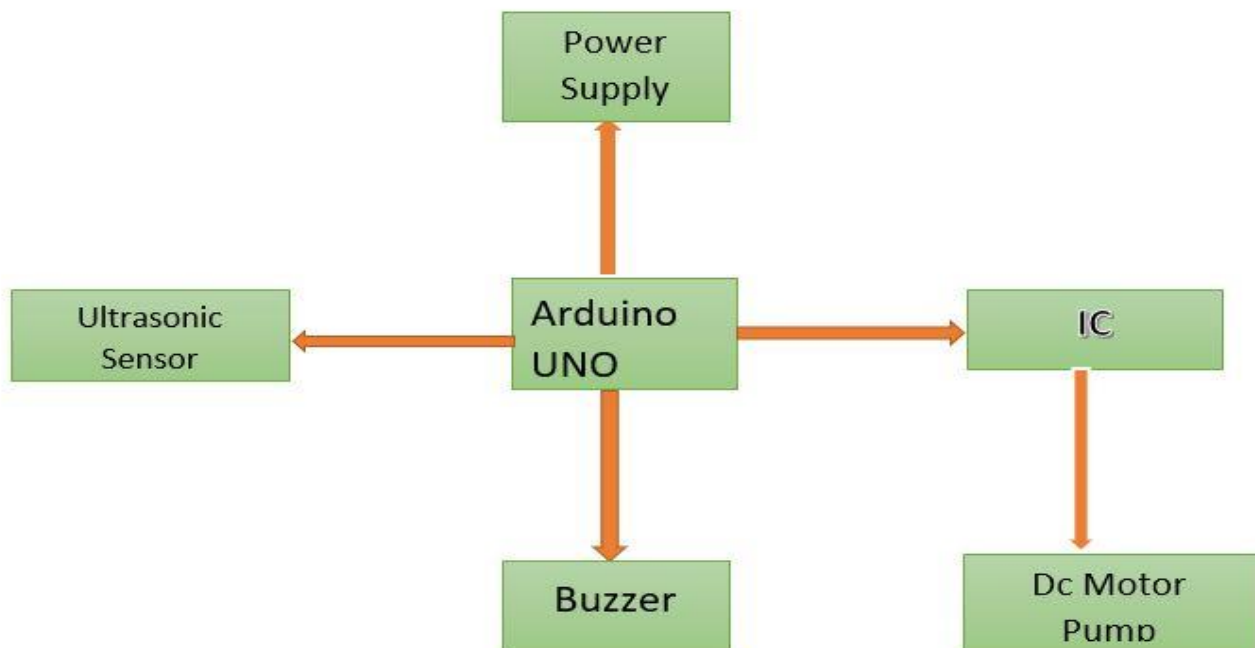 Power
Supply
Ultrasonic
Sensor
Arduino
UNO
IC
Buzzer
Dc Motor
Pump